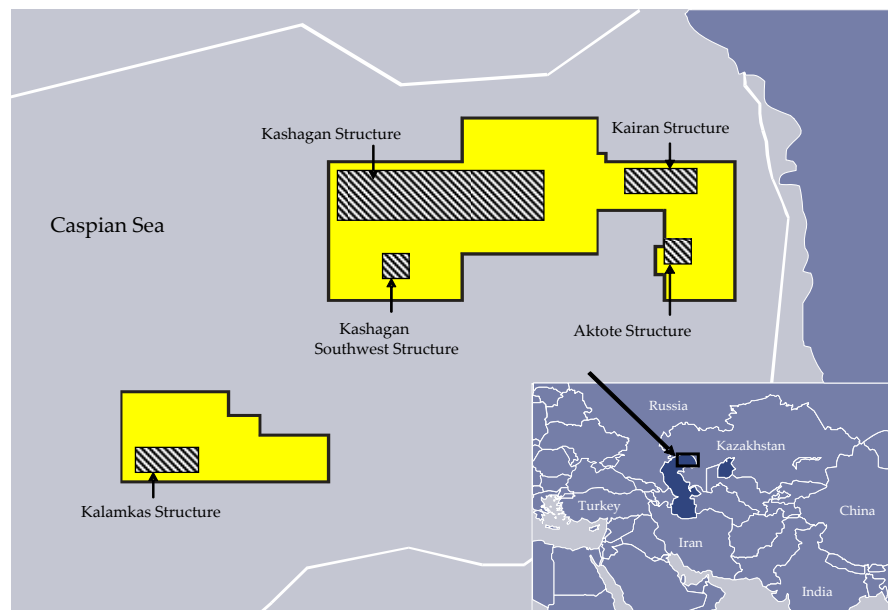 Kashagan Structure
Kairan Structure
Caspian Sea
Kashagan
Southwest Structure
Aktote Structure
Kalamkas Structure
Russia
Kazakhstan
Turkey
China
Iran
India